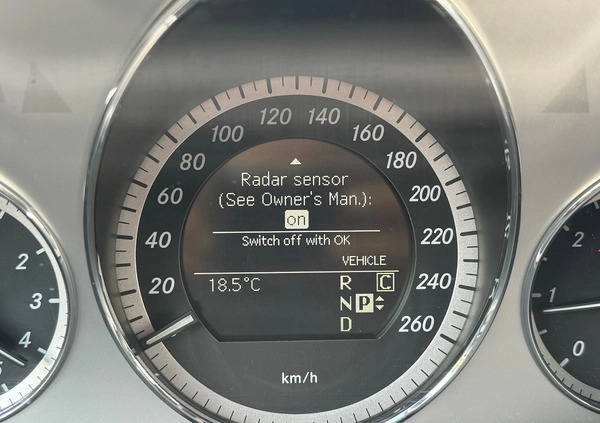 120 140
100 160
80 180
60 200
40 220
20 240
260
Radar sensor
(See Owner's Man.):
on
Switch off with OK
VEHICLE
18.5°C
R C
N P
D
km/h
2
3
4
2
1
0